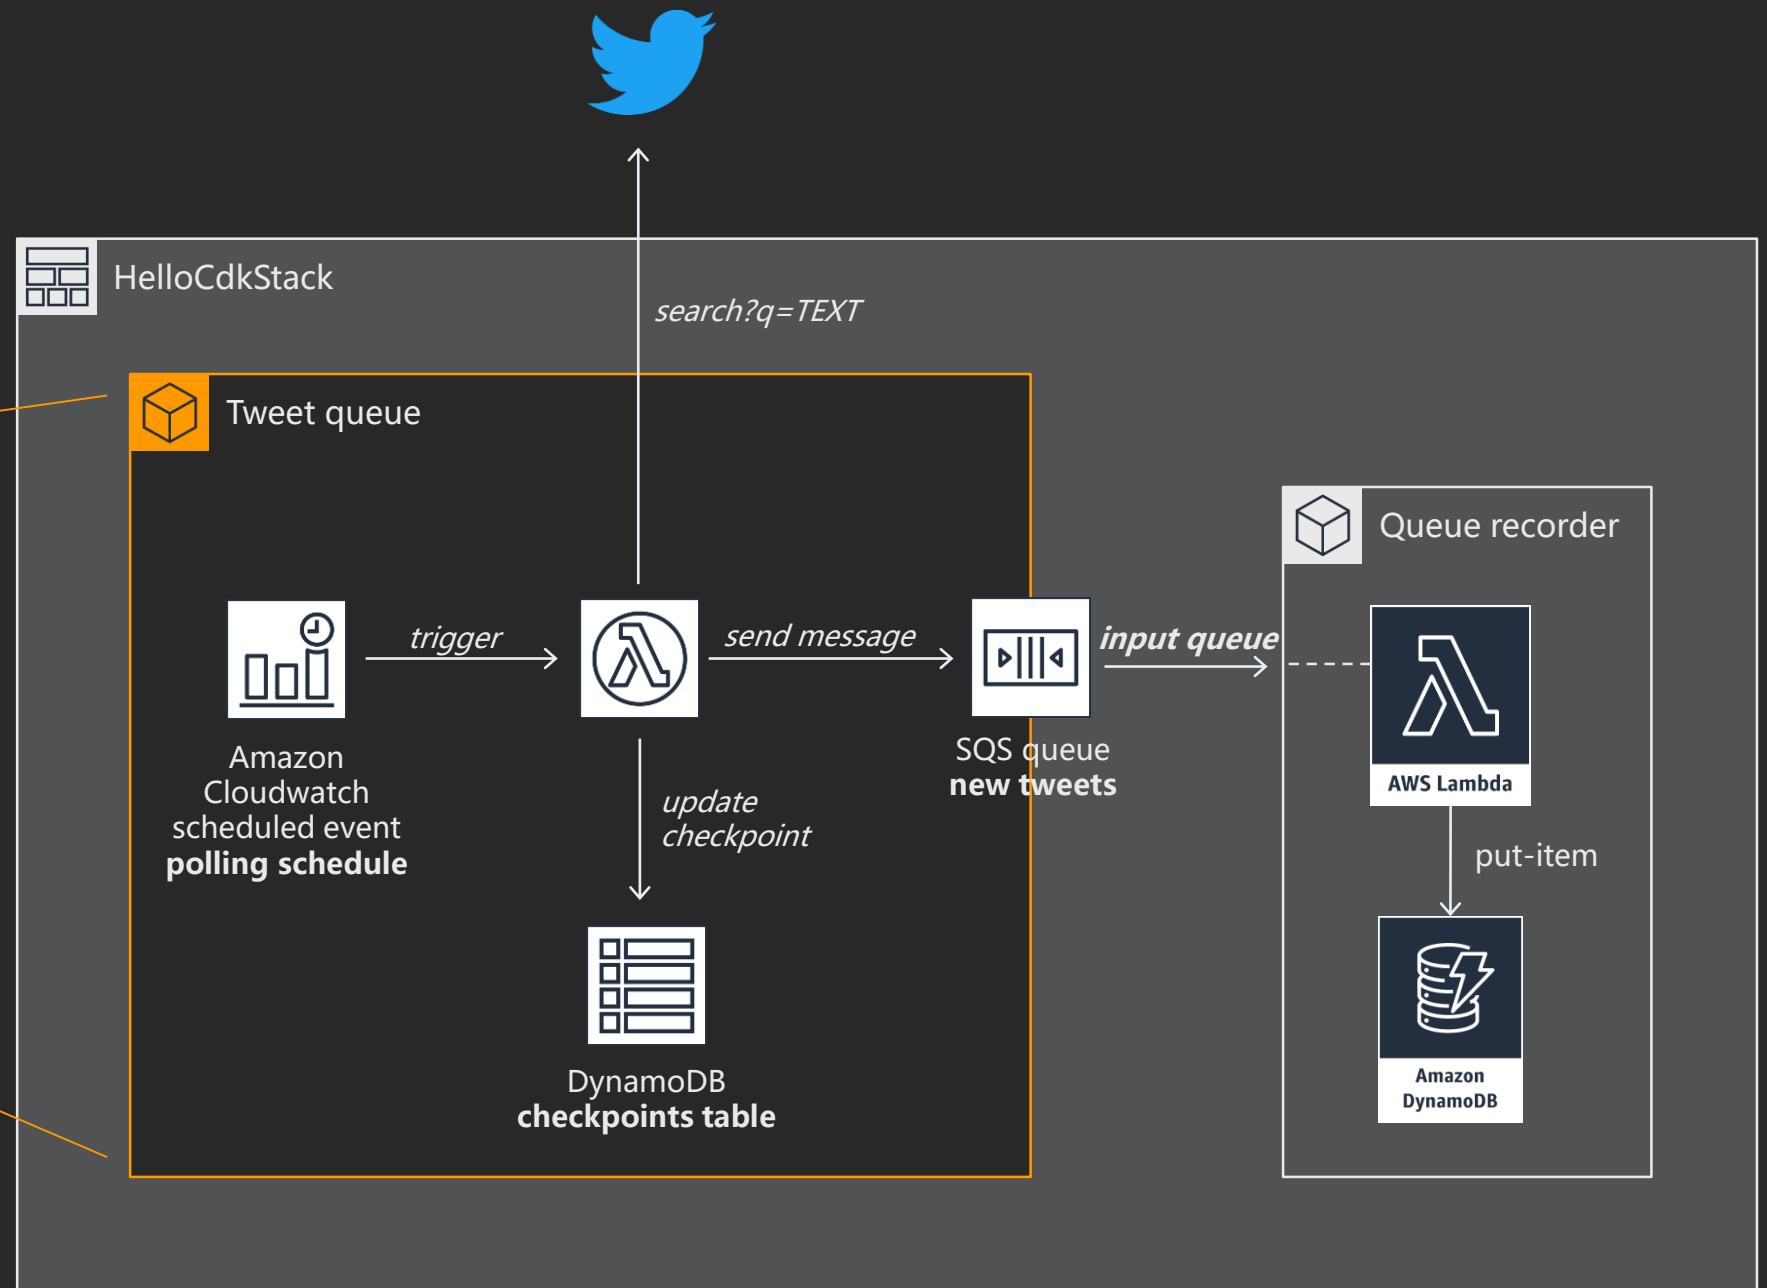 HelloCdkStack
search?q=TEXT
Tweet queue
Queue recorder
trigger
send message
input queue
Amazon
Cloudwatch
scheduled event
polling schedule
update
checkpoint
SQS queue
new tweets
AWS Lambda
put-item
DynamoDB
checkpoints table
Amazon
DynamoDB